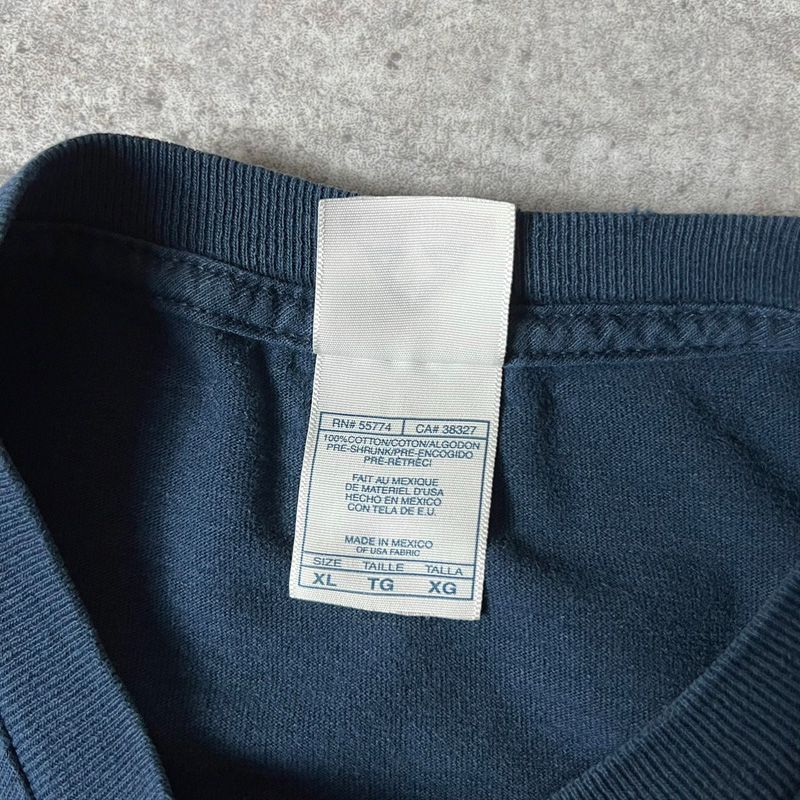 RN# 55774 CA# 38327
100%COTTON/COTON/ALGODON
PRE-SHRUNK/PRE-ENCOGIDO
PRÉ-RÉTRÉCI
FAIT AU MEXIQUE
DE MATERIEL D'USA
HECHO EN MÉXICO
CON TELA DE E.U.
MADE IN MEXICO
OF USA FABRIC
SIZE TAILLE TALLA
XL TG XG